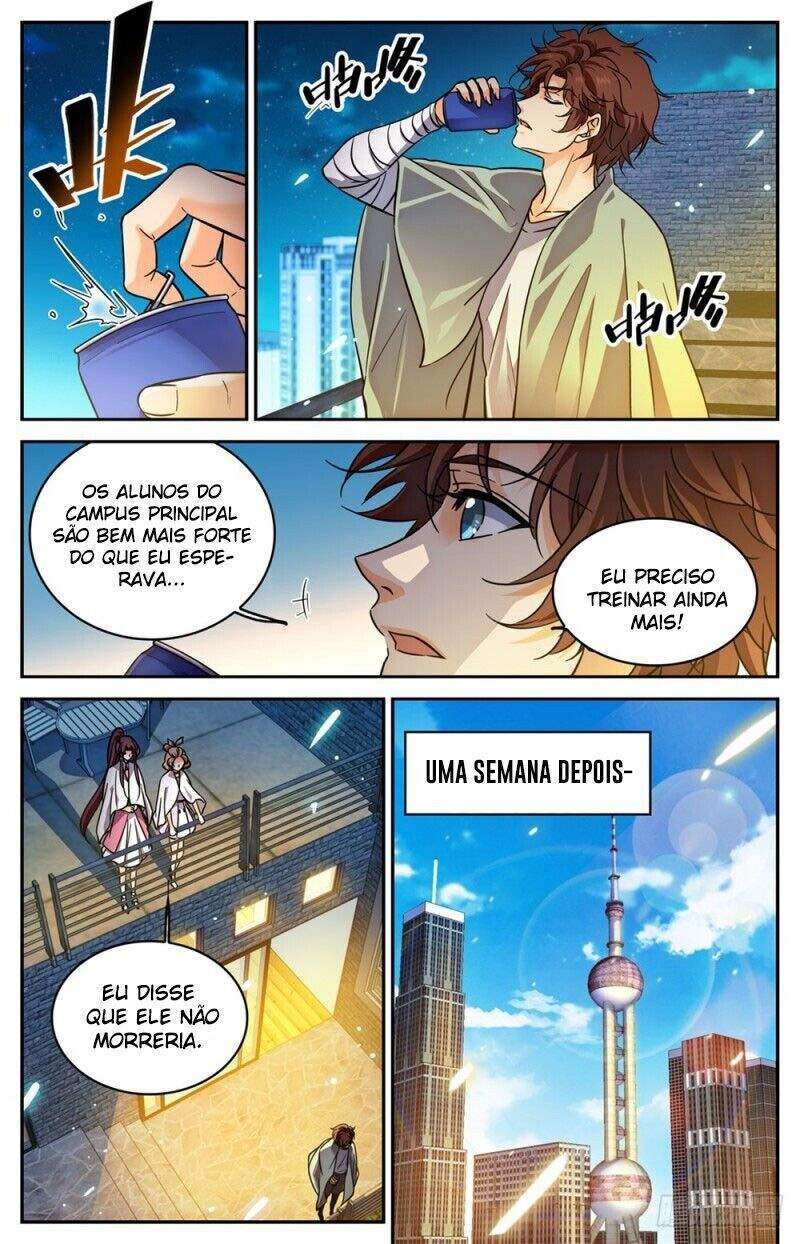 OS ALUNOS DO
CAMPUS PRINCIPAL
SÃO BEM MAIS FORTE
DO QUE EU ESPE-
RAVA...
EU PRECISO
TREINAR AINDA
MAIS!
EU DISSE
QUE ELE NÃO
MORRERIA.
UMA SEMANA DEPOIS-